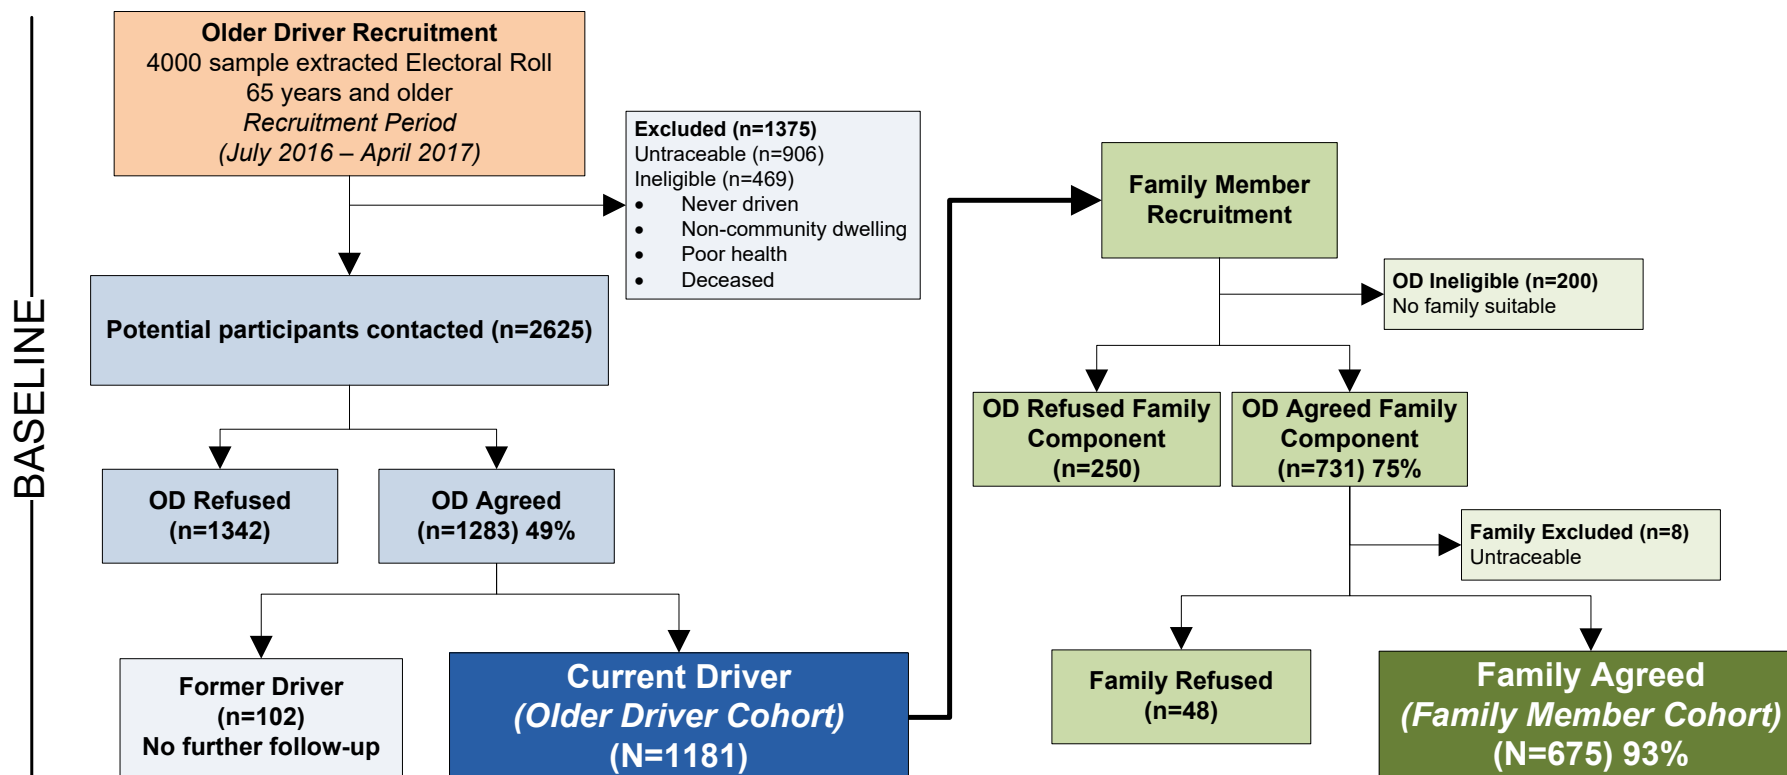 BASELINE
Older Driver Recruitment
4000 sample extracted Electoral Roll
65 years and older
Recruitment Period
(July 2016 – April 2017)
Excluded (n=1375)
Untraceable (n=906)
Ineligible (n=469)
• Never driven
• Non-community dwelling
• Poor health
• Deceased
Potential participants contacted (n=2625)
OD Refused
(n=1342)
OD Agreed
(n=1283) 49%
Former Driver
(n=102)
No further follow-up
Current Driver
(Older Driver Cohort)
(N=1181)
Family Member
Recruitment
OD Ineligible (n=200)
No family suitable
OD Refused Family
Component
(n=250)
OD Agreed Family
Component
(n=731) 75%
Family Excluded (n=8)
Untraceable
Family Refused
(n=48)
Family Agreed
(Family Member Cohort)
(N=675) 93%